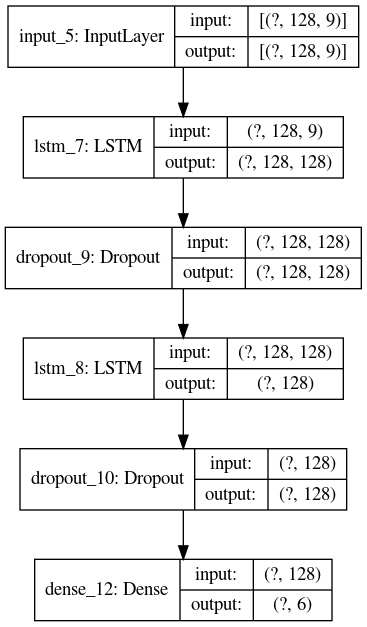 input_5: InputLayer
input:
[(?, 128, 9)]
output:
[(?, 128, 9)]
lstm_7: LSTM
input:
(?, 128, 9)
output:
(?, 128, 128)
dropout_9: Dropout
input:
(?, 128, 128)
output:
(?, 128, 128)
lstm_8: LSTM
input:
(?, 128, 128)
output:
(?, 128)
dropout_10: Dropout
input:
(?, 128)
output:
(?, 128)
dense_12: Dense
input:
(?, 128)
output:
(?, 6)